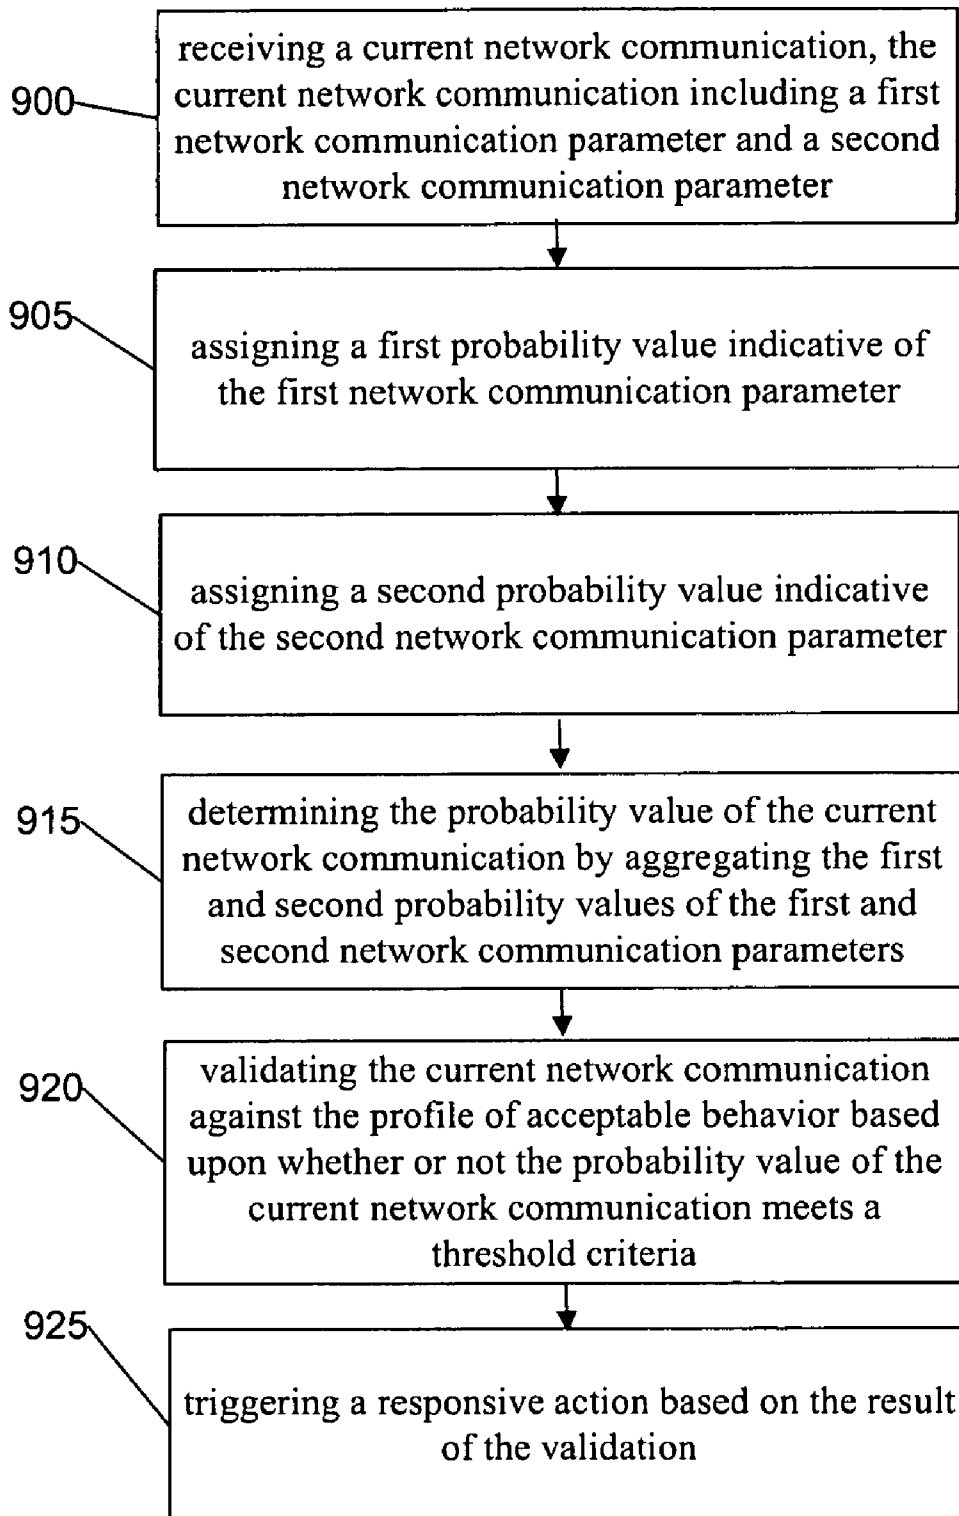 900
receiving a current network communication, the
current network communication including a first
network communication parameter and a second
network communication parameter
905
assigning a first probability value indicative of
the first network communication parameter
910
assigning a second probability value indicative
of the second network communication parameter
915
determining the probability value of the current
network communication by aggregating the first
and second probability values of the first and
second network communication parameters
920
validating the current network communication
against the profile of acceptable behavior based
upon whether or not the probability value of the
current network communication meets a
threshold criteria
925
triggering a responsive action based on the result
of the validation